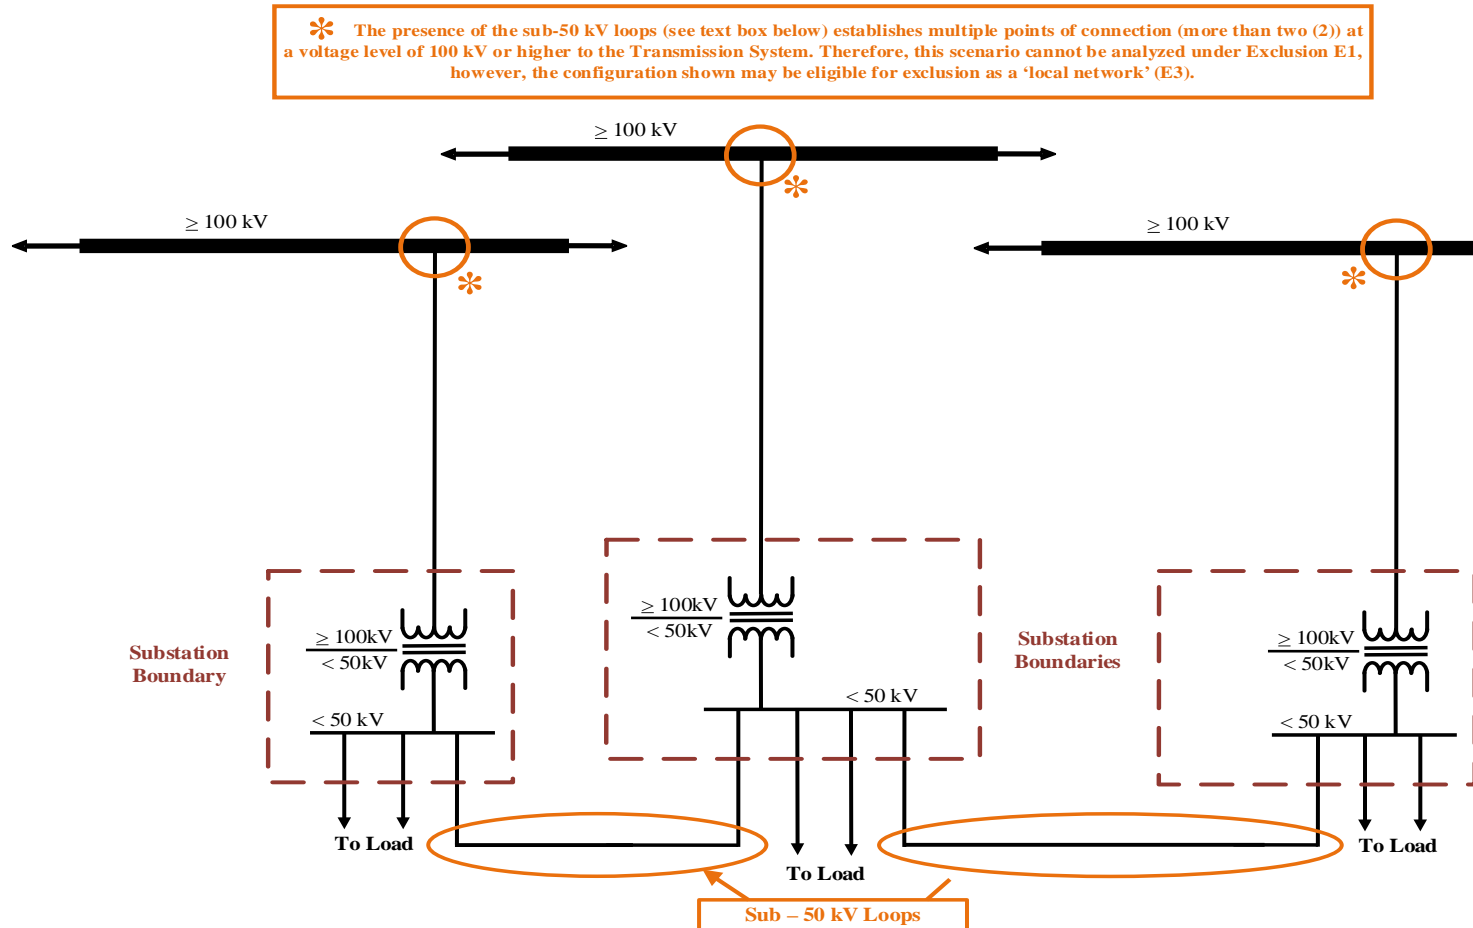 * The presence of the sub-50 kV loops (see text box below) establishes multiple points of connection (more than two (2)) at
a voltage level of 100 kV or higher to the Transmission System. Therefore, this scenario cannot be analyzed under Exclusion E1,
however, the configuration shown may be eligible for exclusion as a ‘local network’ (E3).
≥ 100 kV
*
≥ 100 kV
*
≥ 100 kV
*
≥ 100kV
< 50kV
≥ 100kV
< 50kV
≥ 100kV
< 50kV
Substation
Boundary
Substation
Boundaries
< 50 kV
< 50 kV
< 50 kV
To Load
To Load
To Load
Sub – 50 kV Loops